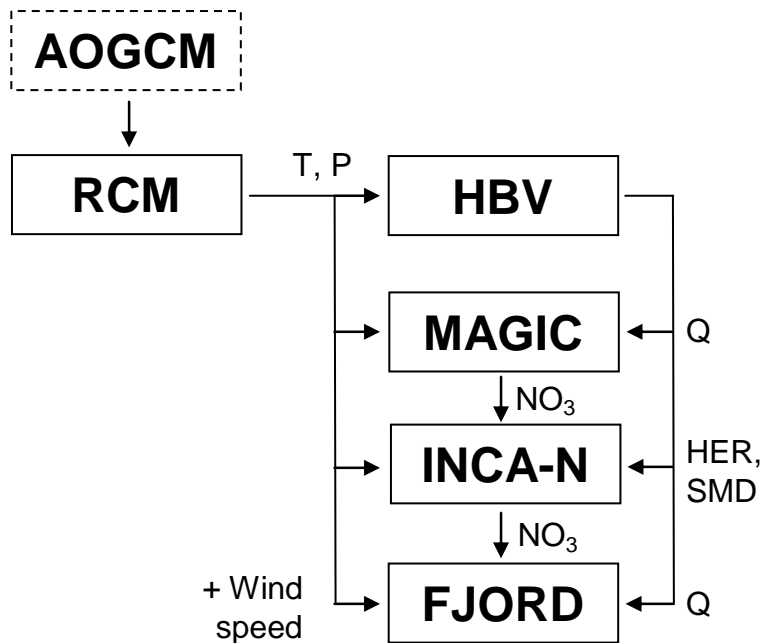 AOGCM
T, P
RCM
HBV
MAGIC
Q
NO₃
INCA-N
HER,
SMD
NO₃
+ Wind
speed
FJORD
Q